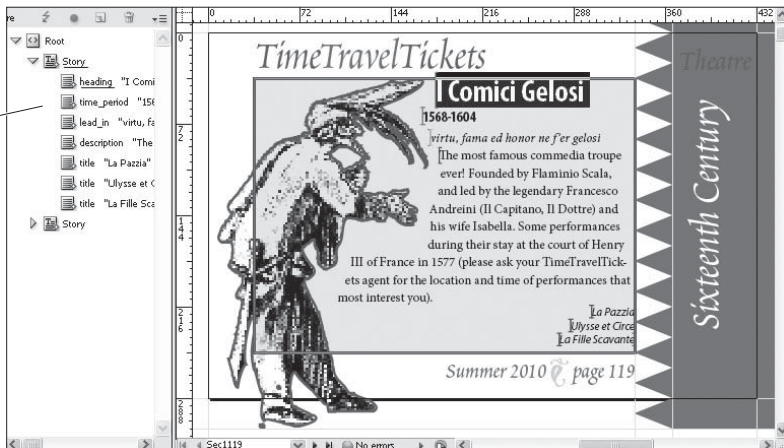 re
0 72 144 216 288 360 432
Root
Story
heading "I Comi
time_period "156
lead_in "virtu, fa
description "The
title "La Pazzia"
title "Ulysse et C
title "La Fille Sca
Story
0
72
144
216
288
TimeTravelTickets
Theatre
I Comici Gelosi
1568-1604
virtu, fama ed honor ne f'er gelosi
The most famous commedia troupe
ever! Founded by Flaminio Scala,
and led by the legendary Francesco
Andreini (Il Capitano, Il Dottre) and
his wife Isabella. Some performances
during their stay at the court of Henry
III of France in 1577 (please ask your TimeTravelTick-
ets agent for the location and time of performances that
most interest you).
La Pazzia
Ulysse et Circe
La Fille Scavante
Summer 2010 page 119
Sixteenth Century
Sec1119 No errors